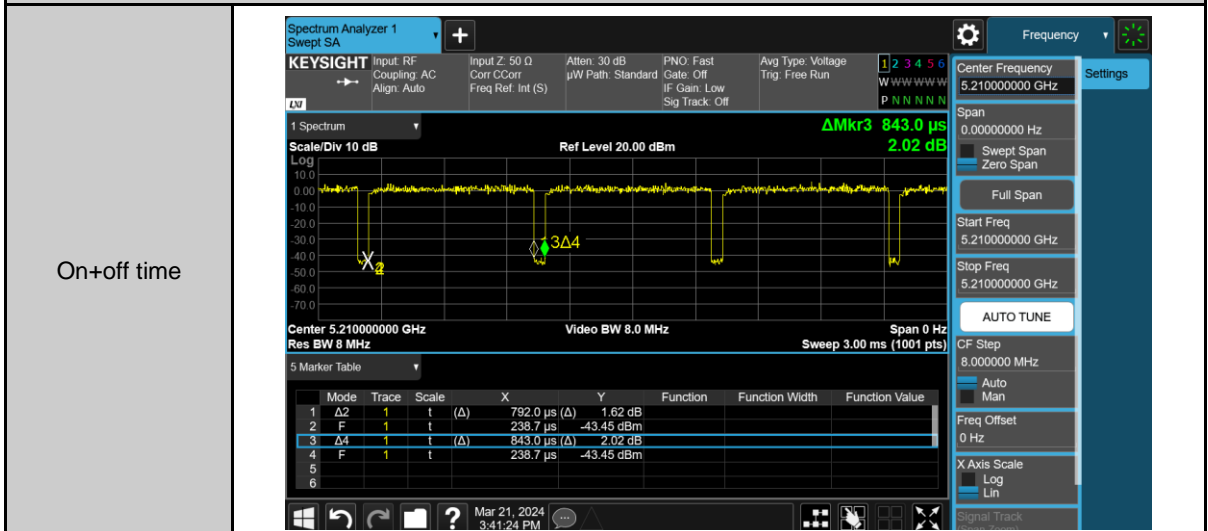 On+off time
Spectrum Analyzer 1
Swept SA
+
Frequency
KEYSIGHT
Input: RF
Coupling: AC
Align: Auto
Input Z: 50 Ω
Corr CCorr
Freq Ref: Int (S)
Atten: 30 dB
µW Path: Standard
PNO: Fast
Gate: Off
IF Gain: Low
Sig Track: Off
Avg Type: Voltage
Trig: Free Run
1 2 3 4 5 6
W W W W W W
P N N N N N
LXI
1 Spectrum
ΔMkr3 843.0 µs
2.02 dB
Scale/Div 10 dB
Ref Level 20.00 dBm
Log
10.0
0.00
-10.0
-20.0
-30.0
-40.0
-50.0
-60.0
-70.0
3Δ4
Center 5.210000000 GHz
Video BW 8.0 MHz
Span 0 Hz
Res BW 8 MHz
Sweep 3.00 ms (1001 pts)
5 Marker Table
Mode Trace Scale X Y Function Function Width Function Value
1 Δ2 1 t (Δ) 792.0 µs (Δ) 1.62 dB
2 F 1 t 238.7 µs -43.45 dBm
3 Δ4 1 t (Δ) 843.0 µs (Δ) 2.02 dB
4 F 1 t 238.7 µs -43.45 dBm
5
6
?
Mar 21, 2024
3:41:24 PM
Center Frequency
5.210000000 GHz
Settings
Span
0.00000000 Hz
Swept Span
Zero Span
Full Span
Start Freq
5.210000000 GHz
Stop Freq
5.210000000 GHz
AUTO TUNE
CF Step
8.000000 MHz
Auto
Man
Freq Offset
0 Hz
X Axis Scale
Log
Lin
Signal Track
(Span Zoom)